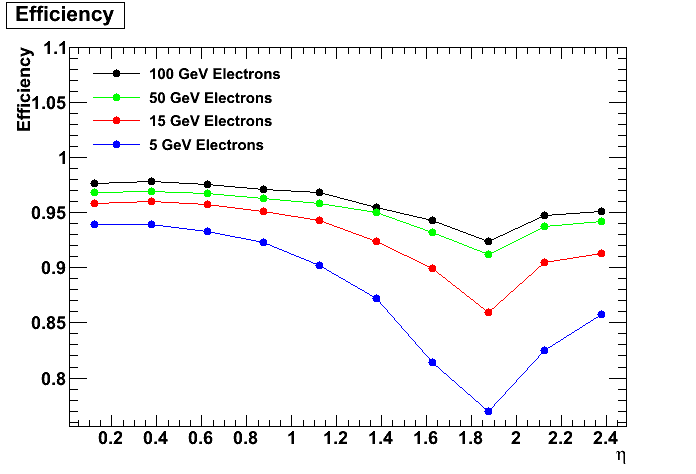 Efficiency
Efficiency
1.1
1.05
1
0.95
0.9
0.85
0.8
100 GeV Electrons
50 GeV Electrons
15 GeV Electrons
5 GeV Electrons
0.2 0.4 0.6 0.8 1 1.2 1.4 1.6 1.8 2 2.2 2.4
η